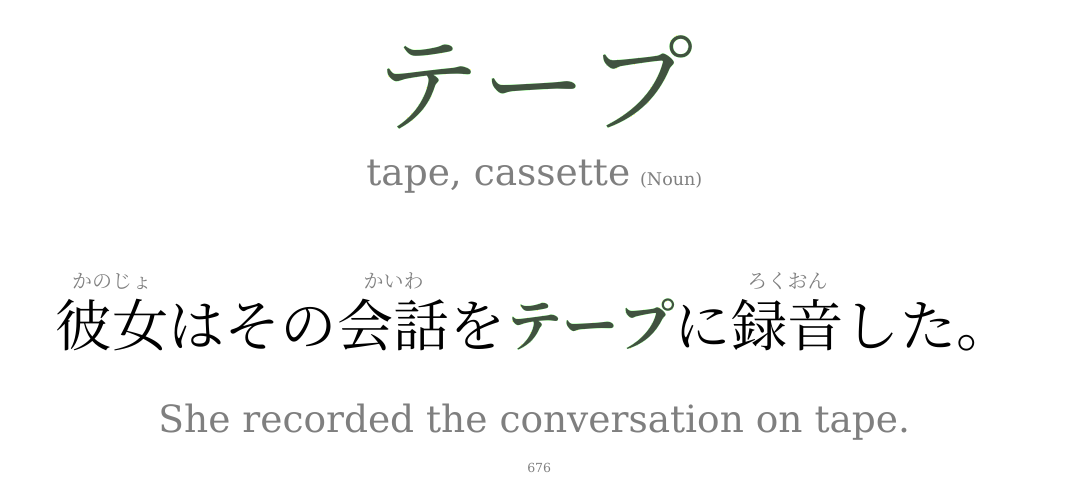 テープ
tape, cassette (Noun)
かのじょ かいわ ろくおん
彼女はその会話をテープに録音した。
She recorded the conversation on tape.
676